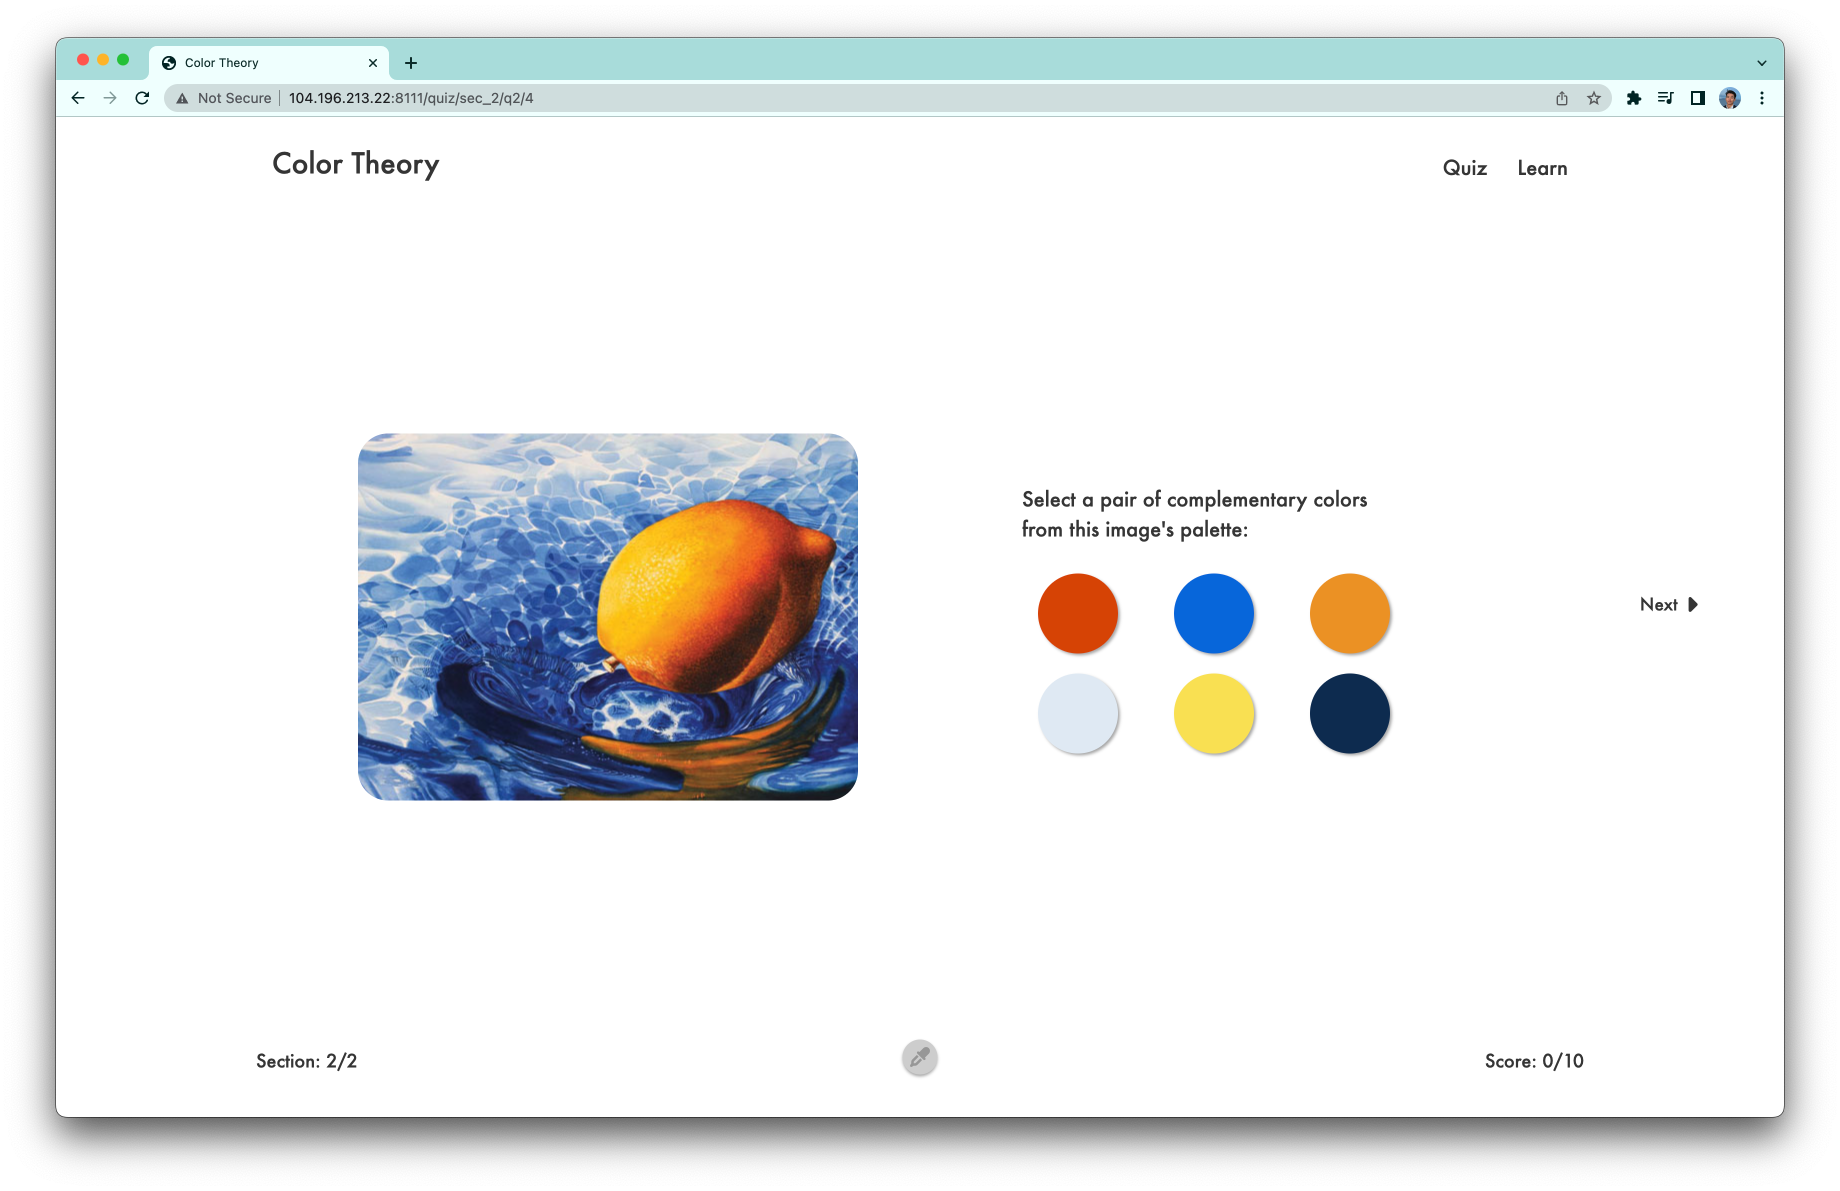 Color Theory
Not Secure
104.196.213.22:8111/quiz/sec_2/q2/4
Color Theory
Quiz
Learn
Select a pair of complementary colors
from this image's palette:
Next
Section: 2/2
Score: 0/10